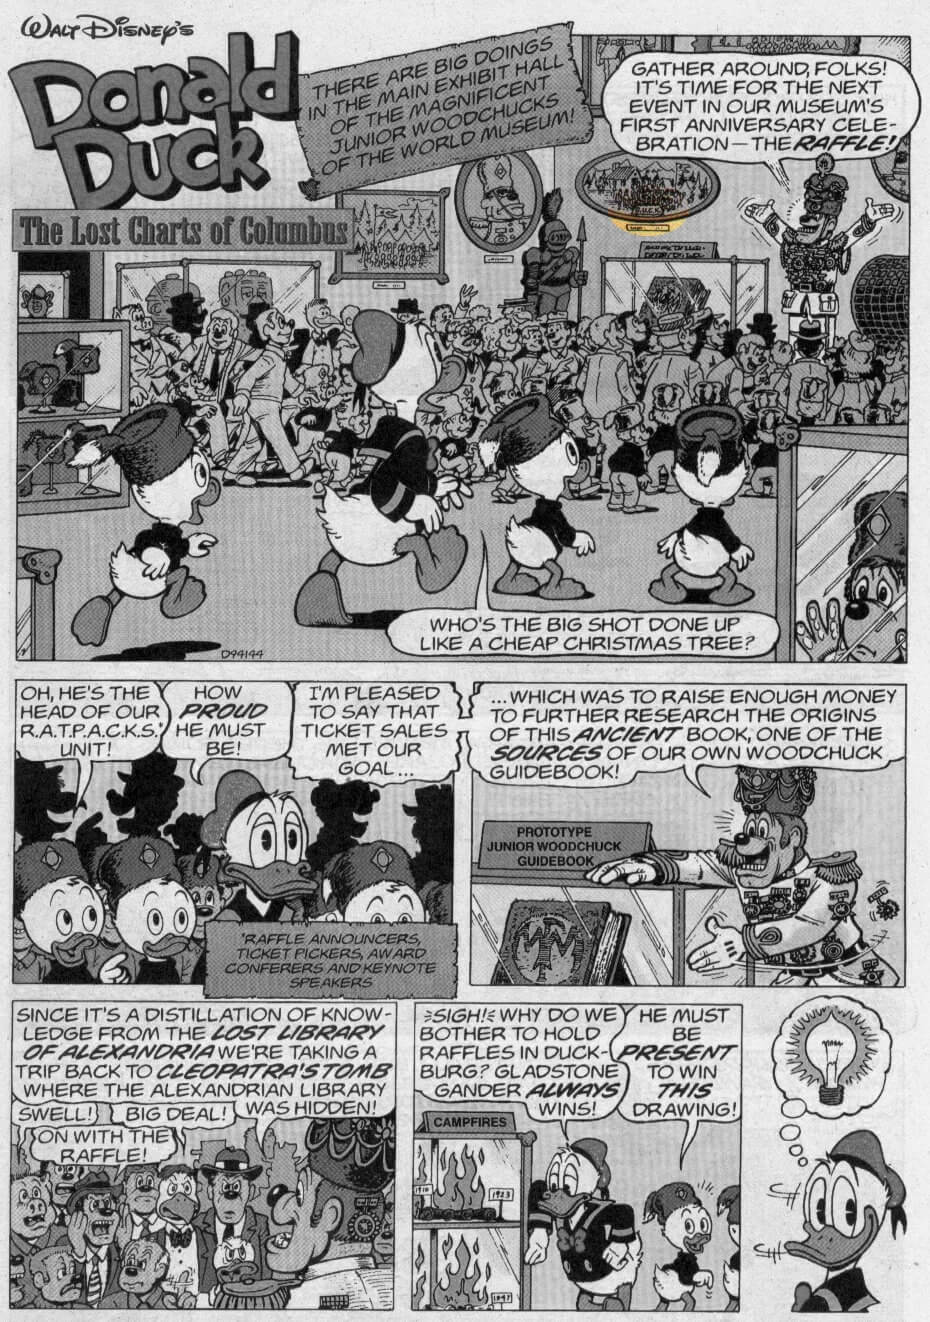 WALT DISNEY'S
Donald
Duck
THERE ARE BIG DOINGS
IN THE MAIN EXHIBIT HALL
OF THE MAGNIFICENT
JUNIOR WOODCHUCKS
OF THE WORLD MUSEUM!
GATHER AROUND, FOLKS!
IT'S TIME FOR THE NEXT
EVENT IN OUR MUSEUM'S
FIRST ANNIVERSARY CELE-
BRATION — THE RAFFLE!
The Lost Charts of Columbus
WHO'S THE BIG SHOT DONE UP
LIKE A CHEAP CHRISTMAS TREE?
D94144
OH, HE'S THE
HEAD OF OUR
R.A.T.P.A.C.K.S.*
UNIT!
HOW
PROUD
HE MUST
BE!
I'M PLEASED
TO SAY THAT
TICKET SALES
MET OUR
GOAL ...
*RAFFLE ANNOUNCERS,
TICKET PICKERS, AWARD
CONFERERS AND KEYNOTE
SPEAKERS
...WHICH WAS TO RAISE ENOUGH MONEY
TO FURTHER RESEARCH THE ORIGINS
OF THIS ANCIENT BOOK, ONE OF THE
SOURCES OF OUR OWN WOODCHUCK
GUIDEBOOK!
PROTOTYPE
JUNIOR WOODCHUCK
GUIDEBOOK
SINCE IT'S A DISTILLATION OF KNOW-
LEDGE FROM THE LOST LIBRARY
OF ALEXANDRIA WE'RE TAKING A
TRIP BACK TO CLEOPATRA'S TOMB
WHERE THE ALEXANDRIAN LIBRARY
WAS HIDDEN!
SWELL!
BIG DEAL!
ON WITH THE
RAFFLE!
SIGH! WHY DO WE
BOTHER TO HOLD
RAFFLES IN DUCK-
BURG? GLADSTONE
GANDER ALWAYS
WINS!
HE MUST
BE
PRESENT
TO WIN
THIS
DRAWING!
CAMPFIRES
1910
1923
1897